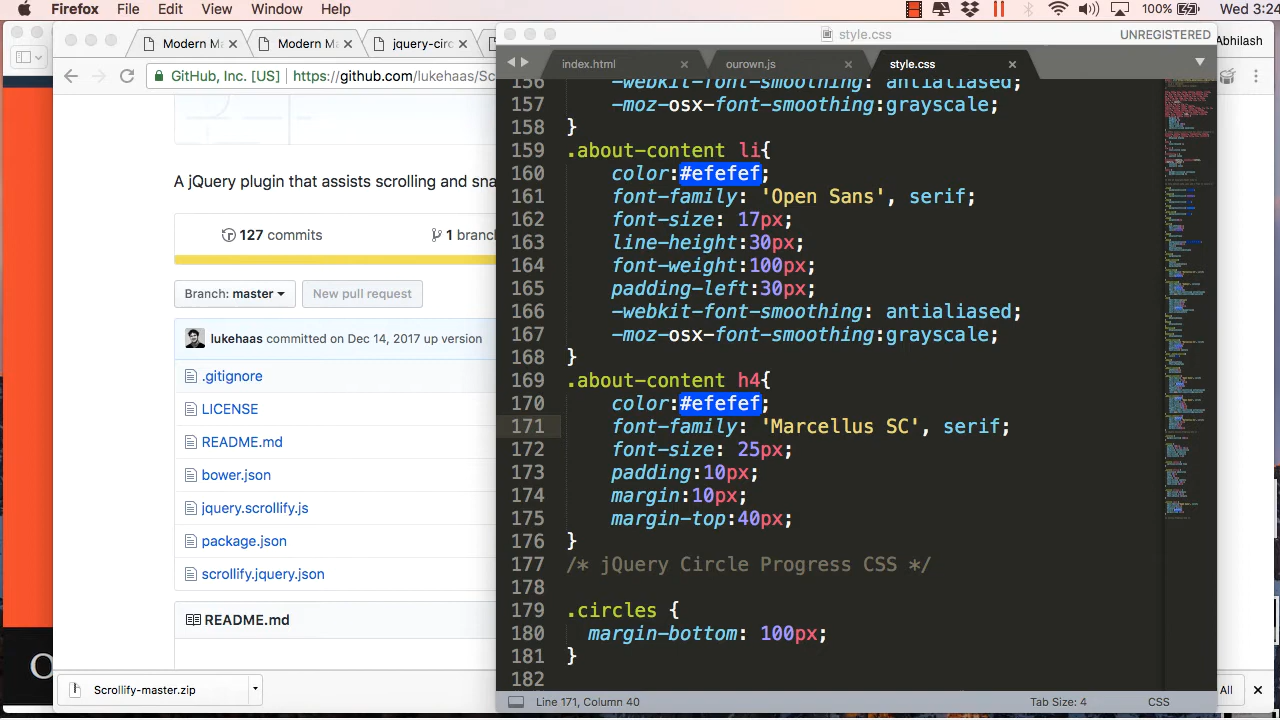 Firefox File Edit View Window Help 100% Wed 3:24
Modern M Modern M jquery-circ
style.css UNREGISTERED
Abhilash
index.html ourown.js style.css
GitHub, Inc. [US] https://github.com/lukehaas/Sc
A jQuery plugin that assists scrolling and
127 commits 1
Branch: master New pull request
lukehaas committed on Dec 14, 2017 up version
.gitignore
LICENSE
README.md
bower.json
jquery.scrollify.js
package.json
scrollify.jquery.json
README.md
156 -webkit-font-smoothing: antialiased;
157 -moz-osx-font-smoothing:grayscale;
158 }
159 .about-content li{
160 color:#efefef;
161 font-family: 'Open Sans', serif;
162 font-size: 17px;
163 line-height:30px;
164 font-weight:100px;
165 padding-left:30px;
166 -webkit-font-smoothing: antialiased;
167 -moz-osx-font-smoothing:grayscale;
168 }
169 .about-content h4{
170 color:#efefef;
171 font-family: 'Marcellus SC', serif;
172 font-size: 25px;
173 padding:10px;
174 margin:10px;
175 margin-top:40px;
176 }
177 /* jQuery Circle Progress CSS */
178
179 .circles {
180 margin-bottom: 100px;
181 }
182
Scrollify-master.zip
All
Line 171, Column 40 Tab Size: 4 CSS